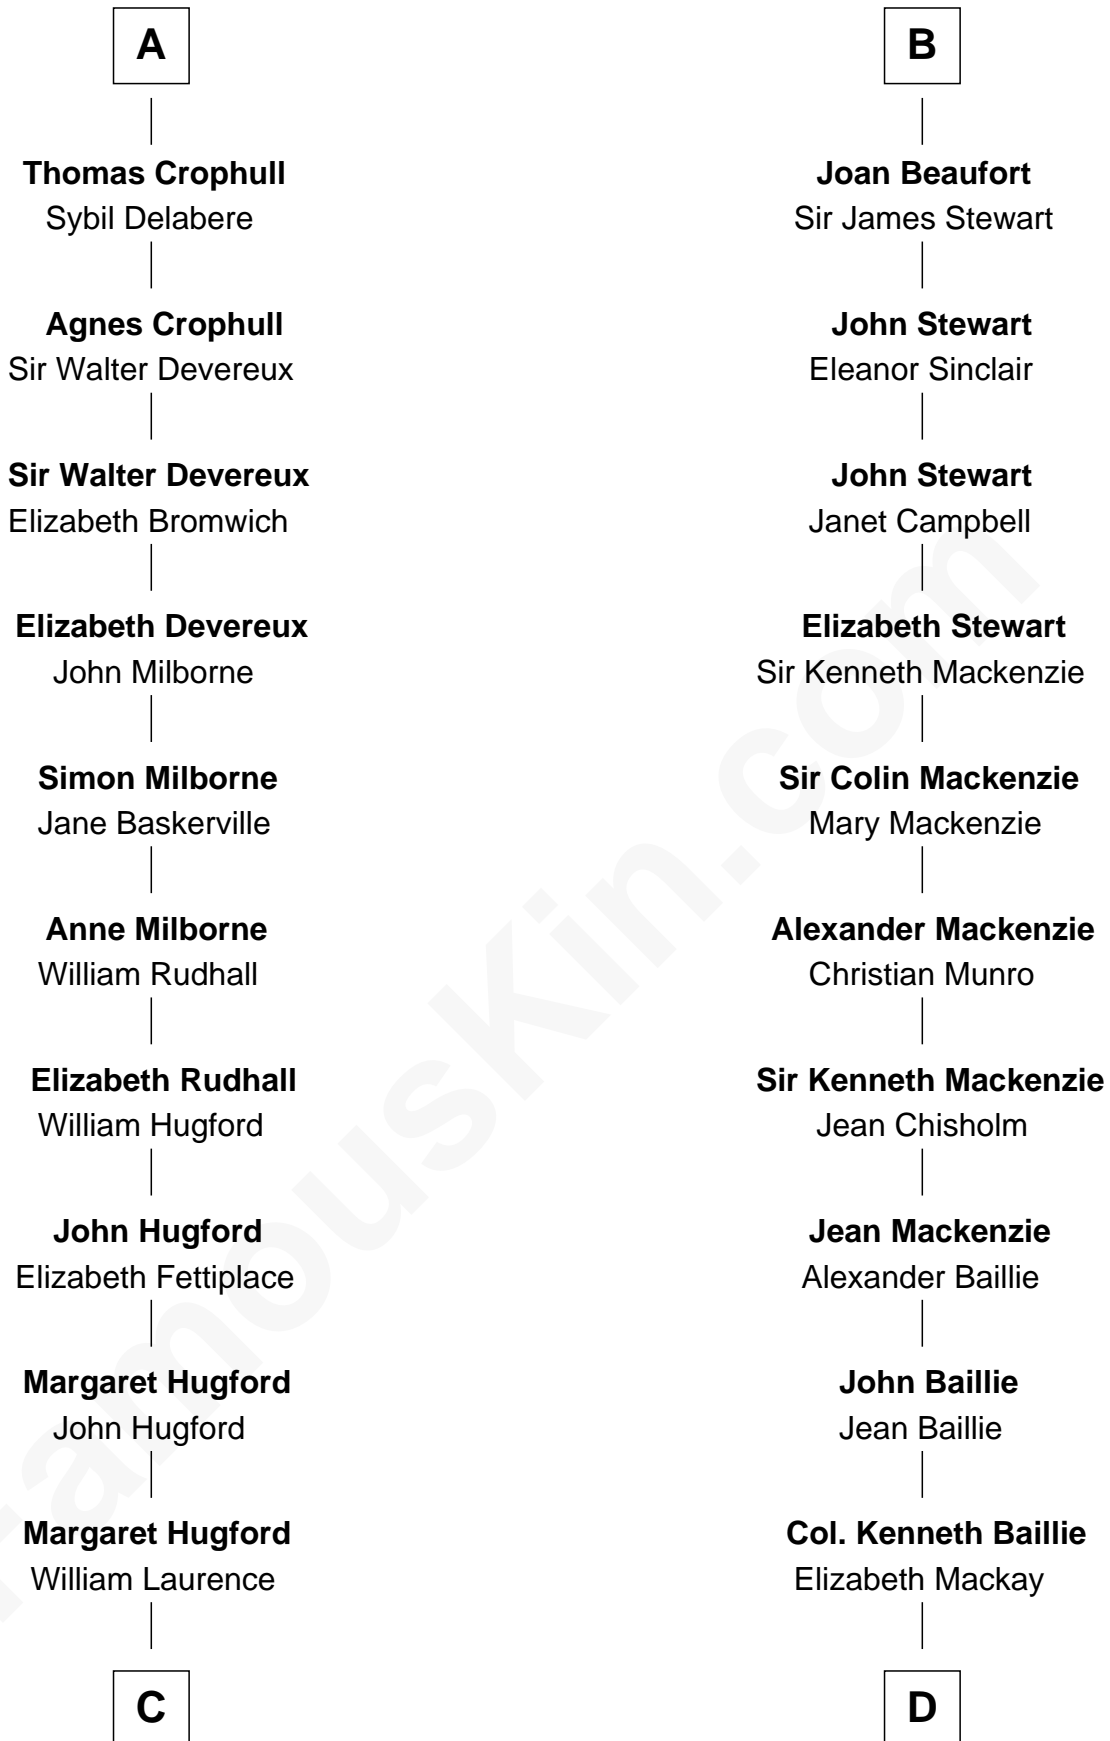 A
Thomas Crophull
Sybil Delabere
Agnes Crophull
Sir Walter Devereux
Sir Walter Devereux
Elizabeth Bromwich
Elizabeth Devereux
John Milborne
Simon Milborne
Jane Baskerville
Anne Milborne
William Rudhall
Elizabeth Rudhall
William Hugford
John Hugford
Elizabeth Fettiplace
Margaret Hugford
John Hugford
Margaret Hugford
William Laurence
C
B
Joan Beaufort
Sir James Stewart
John Stewart
Eleanor Sinclair
John Stewart
Janet Campbell
Elizabeth Stewart
Sir Kenneth Mackenzie
Sir Colin Mackenzie
Mary Mackenzie
Alexander Mackenzie
Christian Munro
Sir Kenneth Mackenzie
Jean Chisholm
Jean Mackenzie
Alexander Baillie
John Baillie
Jean Baillie
Col. Kenneth Baillie
Elizabeth Mackay
D
FamousKin.com